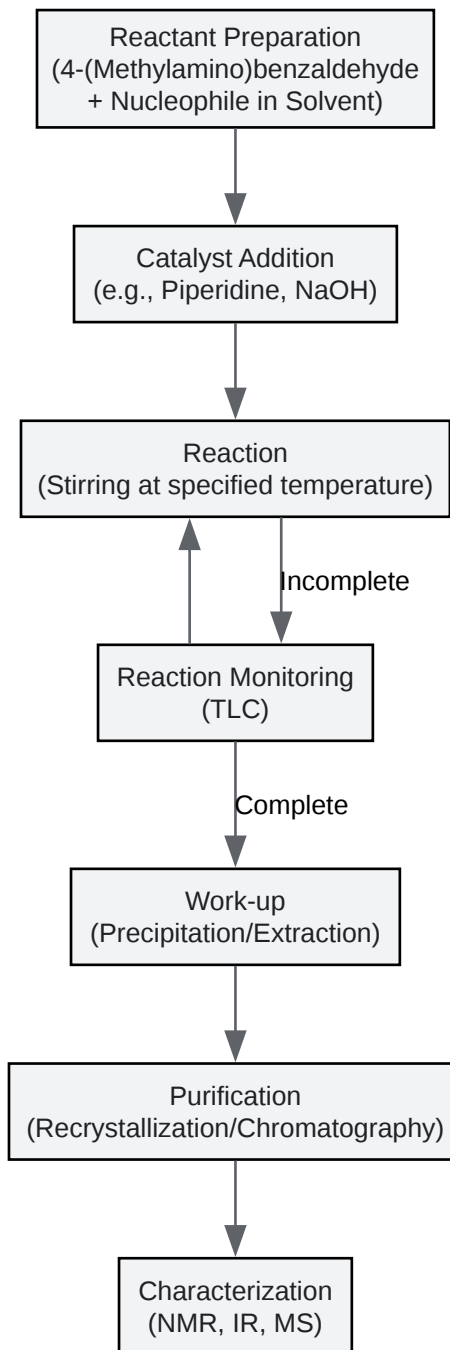 Reactant Preparation
(4-(Methylamino)benzaldehyde
+ Nucleophile in Solvent)
Catalyst Addition
(e.g., Piperidine, NaOH)
Reaction
(Stirring at specified temperature)
Incomplete
Reaction Monitoring
(TLC)
Complete
Work-up
(Precipitation/Extraction)
Purification
(Recrystallization/Chromatography)
Characterization
(NMR, IR, MS)